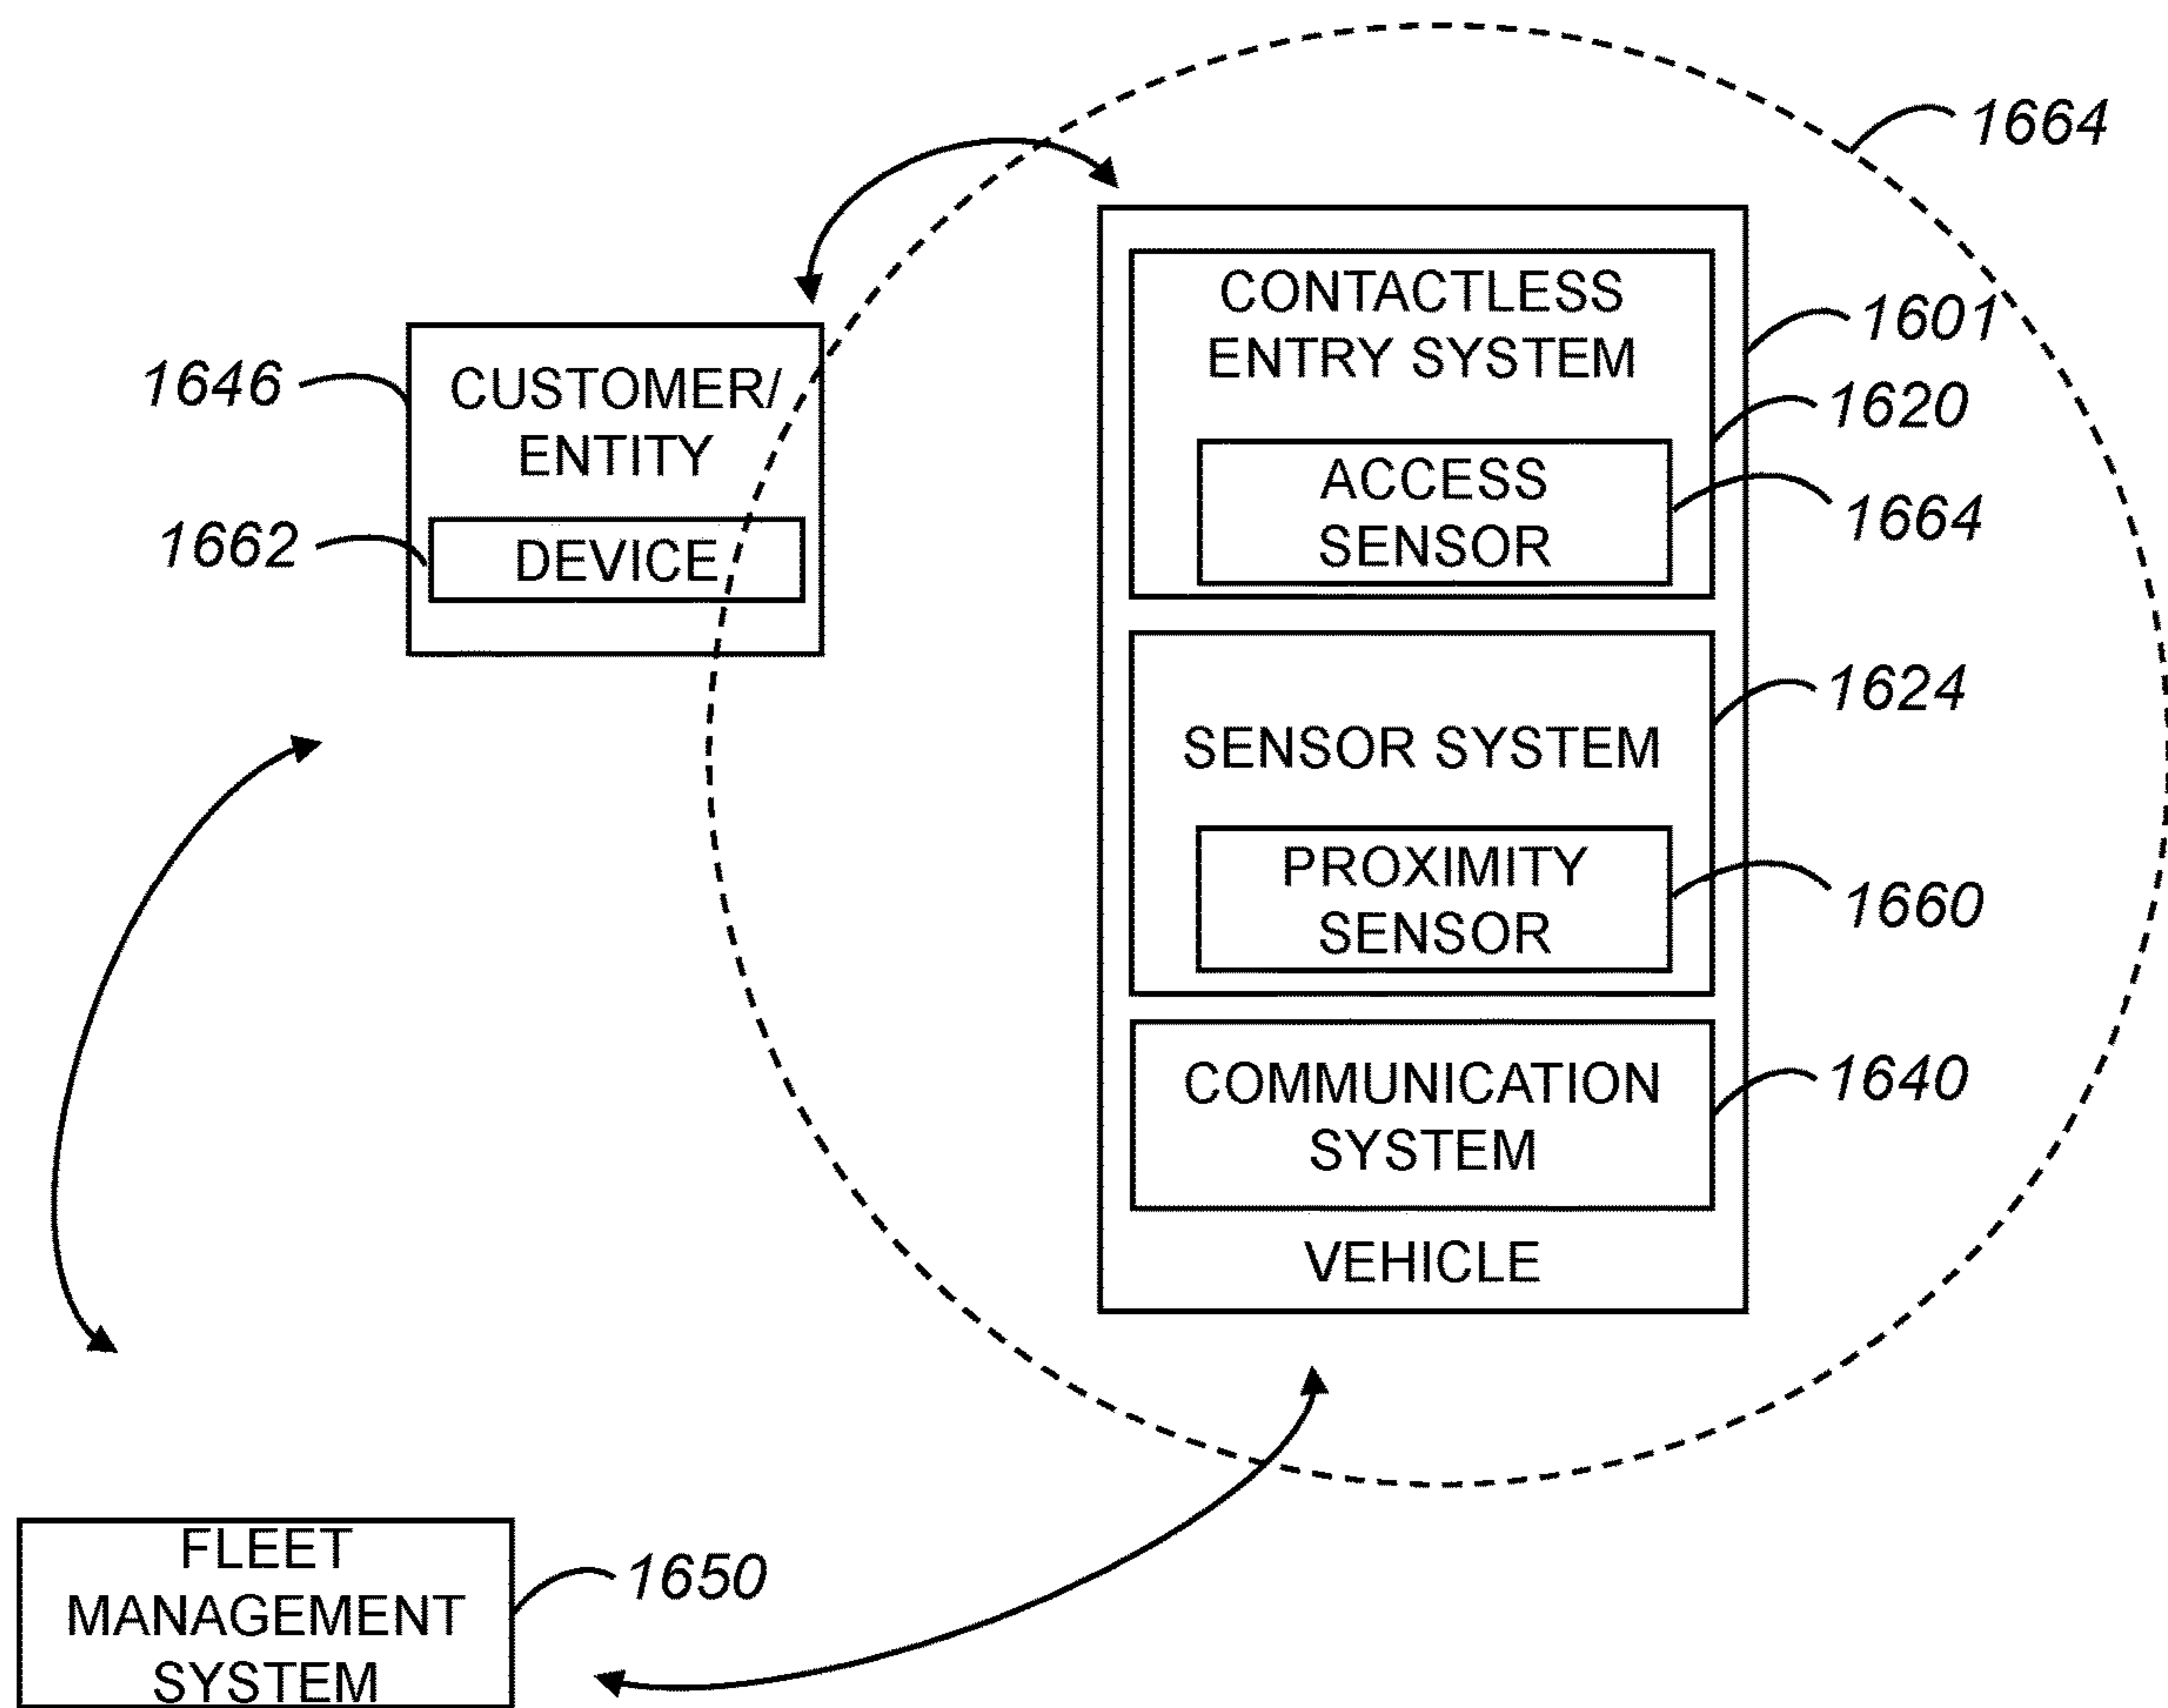 1664
CONTACTLESS
ENTRY SYSTEM
1601
1620
ACCESS
SENSOR
1664
1646
CUSTOMER/
ENTITY
1662
DEVICE
1624
SENSOR SYSTEM
PROXIMITY
SENSOR
1660
COMMUNICATION
SYSTEM
1640
VEHICLE
FLEET
MANAGEMENT
SYSTEM
1650